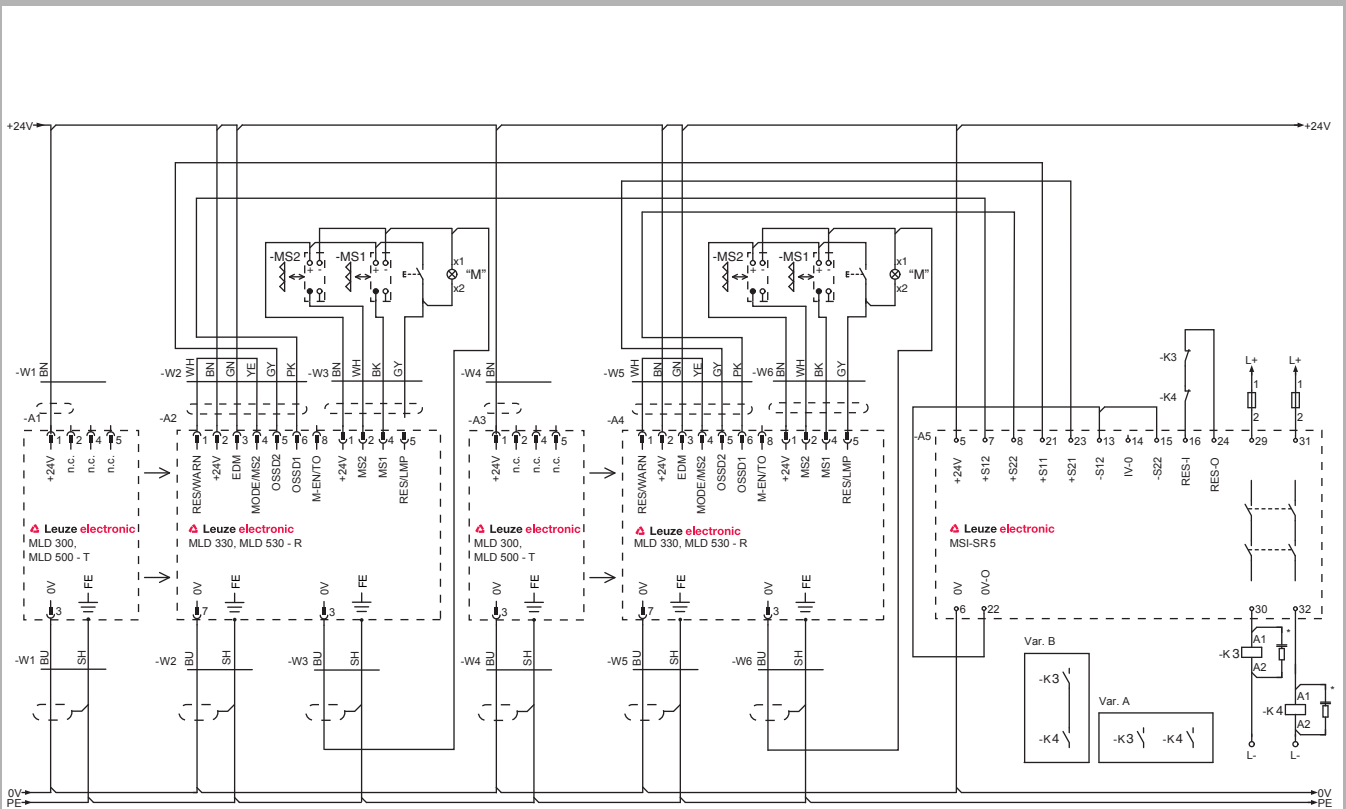 +24V
+24V
-MS2
-MS1
+ -
+ -
E
x1
x2
“M”
-MS2
-MS1
+ -
+ -
E
x1
x2
“M”
-K3
-K4
L+
1
2
L+
1
2
-W1
BN
-W2
WH
BN
GN
YE
GY
PK
-W3
BN
WH
BK
GY
-W4
BN
-W5
WH
BN
GN
YE
GY
PK
-W6
BN
WH
BK
GY
-A1
1 2 4 5
+24V
n.c.
n.c.
n.c.
Leuze electronic
MLD 300,
MLD 500 - T
0V
FE
3
-A2
1 2 3 4 5 6 8 1 2 4 5
RES/WARN
+24V
EDM
MODE/MS2
OSSD2
OSSD1
M-EN/TO
+24V
MS2
MS1
RES/LMP
Leuze electronic
MLD 330, MLD 530 - R
0V
FE
0V
FE
7
3
-A3
1 2 4 5
+24V
n.c.
n.c.
n.c.
Leuze electronic
MLD 300,
MLD 500 - T
0V
FE
3
-A4
1 2 3 4 5 6 8 1 2 4 5
RES/WARN
+24V
EDM
MODE/MS2
OSSD2
OSSD1
M-EN/TO
+24V
MS2
MS1
RES/LMP
Leuze electronic
MLD 330, MLD 530 - R
0V
FE
0V
FE
7
3
-A5
5 7 8 21 23 13 14 15 16 24 29 31
+24V
+S12
+S22
+S11
+S21
-S12
IV-0
-S22
RES-I
RES-O
Leuze electronic
MSI-SR5
0V
0V-O
6 22 30 32
-W1
BU
SH
-W2
BU
SH
-W3
BU
SH
-W4
BU
SH
-W5
BU
SH
-W6
BU
SH
Var. B
-K3
-K4
Var. A
-K3 -K4
-K3
A1
A2
*
-K4
A1
A2
*
L-
L-
0V
PE
0V
PE